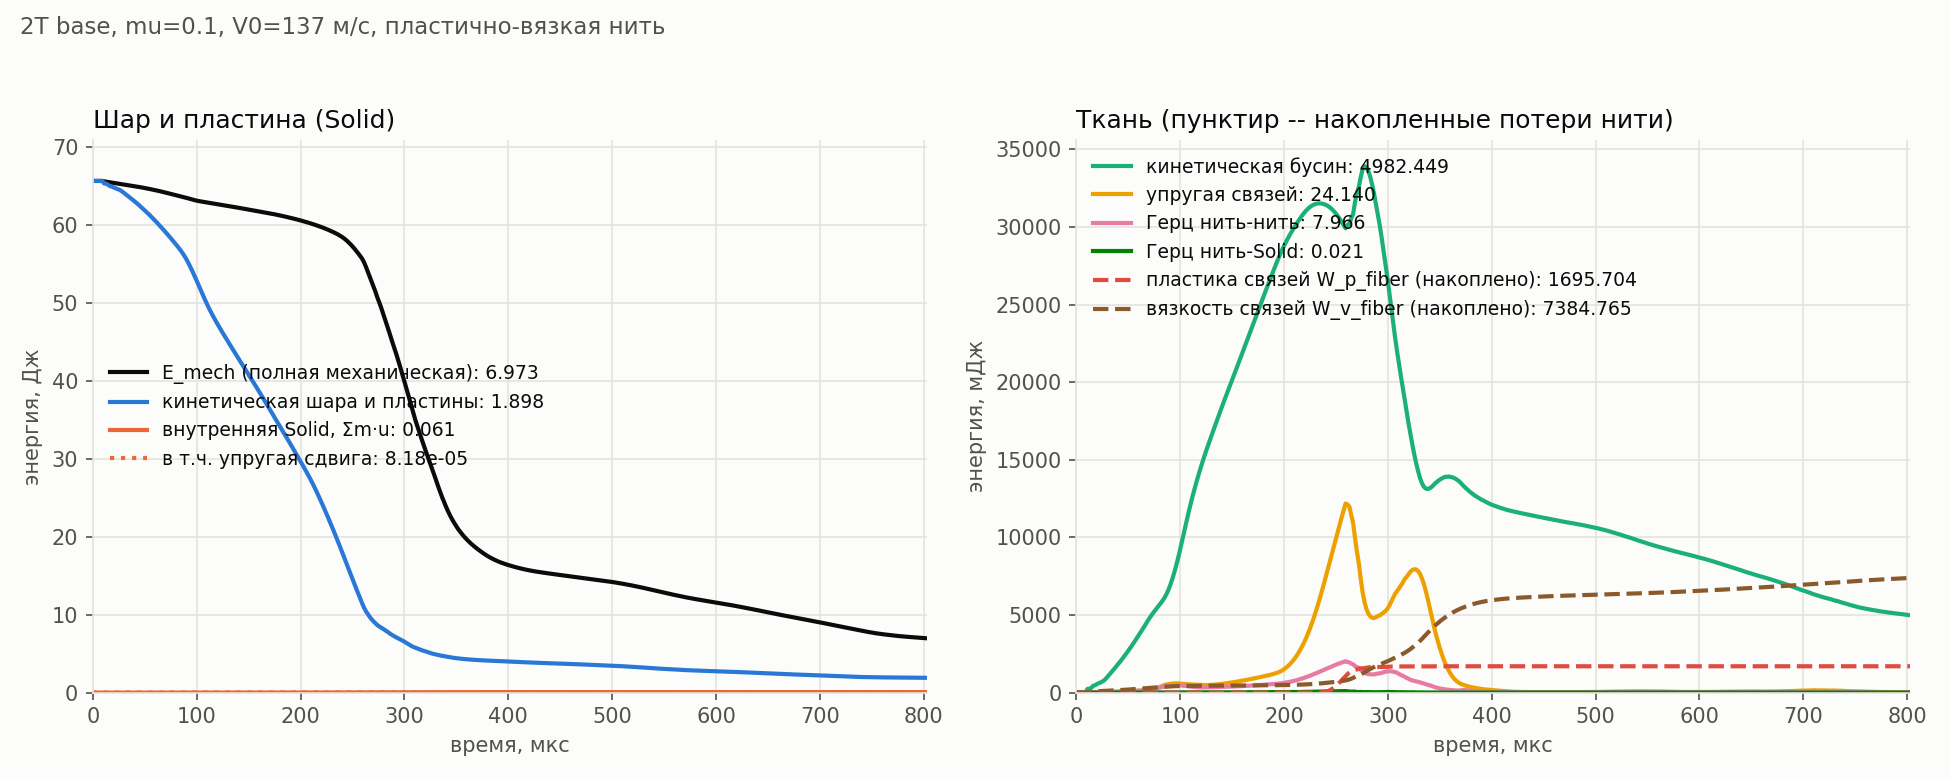 2T base, mu=0.1, V0=137 м/с, пластично-вязкая нить
Шар и пластина (Solid)
энергия, Дж
70
60
50
40
30
20
10
0
E_mech (полная механическая): 6.973
кинетическая шара и пластины: 1.898
внутренняя Solid, Σm·u: 0.061
в т.ч. упругая сдвига: 8.18e-05
0 100 200 300 400 500 600 700 800
время, мкс
Ткань (пунктир -- накопленные потери нити)
энергия, мДж
35000
30000
25000
20000
15000
10000
5000
0
кинетическая бусин: 4982.449
упругая связей: 24.140
Герц нить-нить: 7.966
Герц нить-Solid: 0.021
пластика связей W_p_fiber (накоплено): 1695.704
вязкость связей W_v_fiber (накоплено): 7384.765
0 100 200 300 400 500 600 700 800
время, мкс